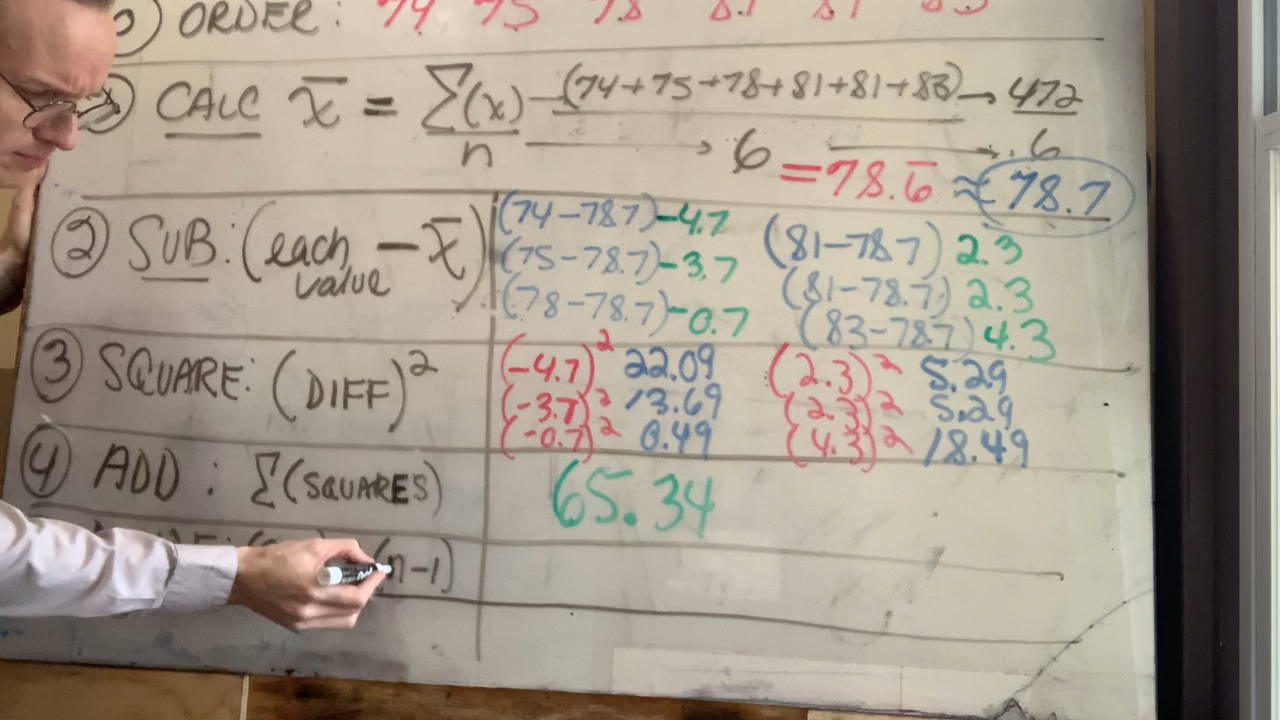 ORDER: 74 75 78 81 81 83
CALC x̄ = Σ(x)/n → (74+75+78+81+81+83)/6 → 472/6
= 78.6̅ ≈ 78.7
② SUB: (each value − x̄)
(74−78.7) −4.7 (81−78.7) 2.3
(75−78.7) −3.7 (81−78.7) 2.3
(78−78.7) −0.7 (83−78.7) 4.3
③ SQUARE: (DIFF)²
(−4.7)² 22.09 (2.3)² 5.29
(−3.7)² 13.69 (2.3)² 5.29
(−0.7)² 0.49 (4.3)² 18.49
④ ADD: Σ(SQUARES) 65.34
(n−1)